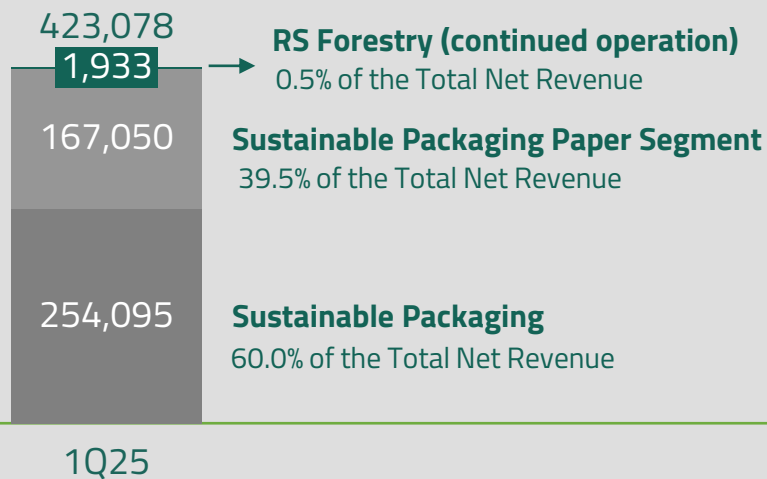 423,078
1,933
RS Forestry (continued operation)
0.5% of the Total Net Revenue
167,050
Sustainable Packaging Paper Segment
39.5% of the Total Net Revenue
254,095
Sustainable Packaging
60.0% of the Total Net Revenue
1Q25